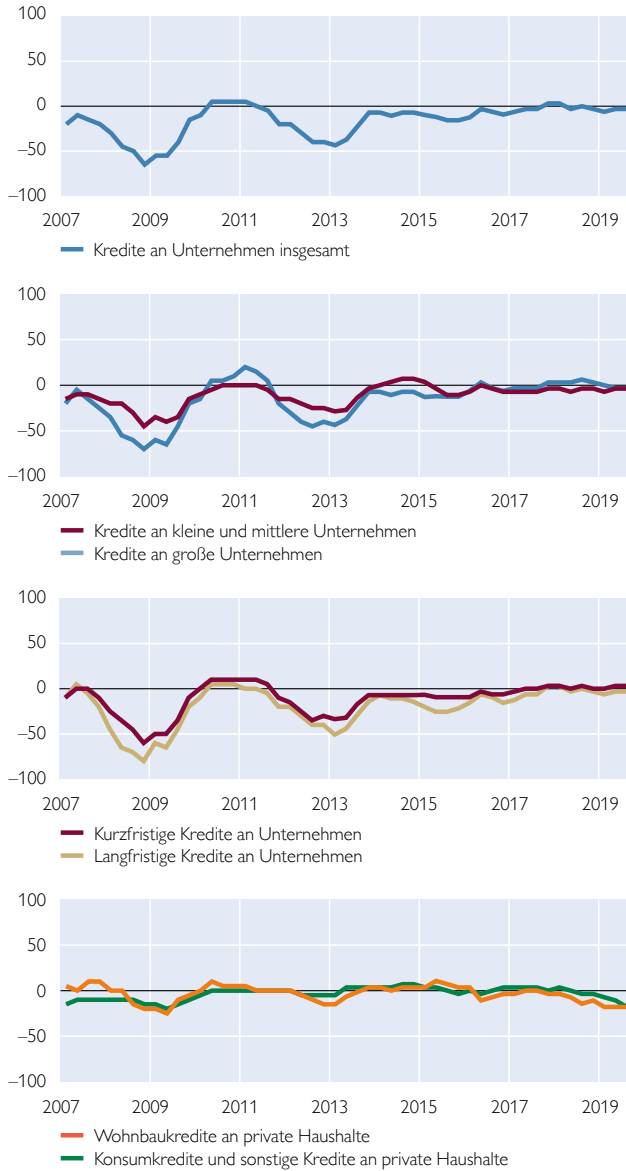 100
50
0
−50
−100
2007 2009 2011 2013 2015 2017 2019
Kredite an Unternehmen insgesamt
100
50
0
−50
−100
2007 2009 2011 2013 2015 2017 2019
Kredite an kleine und mittlere Unternehmen
Kredite an große Unternehmen
100
50
0
−50
−100
2007 2009 2011 2013 2015 2017 2019
Kurzfristige Kredite an Unternehmen
Langfristige Kredite an Unternehmen
100
50
0
−50
−100
2007 2009 2011 2013 2015 2017 2019
Wohnbaukredite an private Haushalte
Konsumkredite und sonstige Kredite an private Haushalte